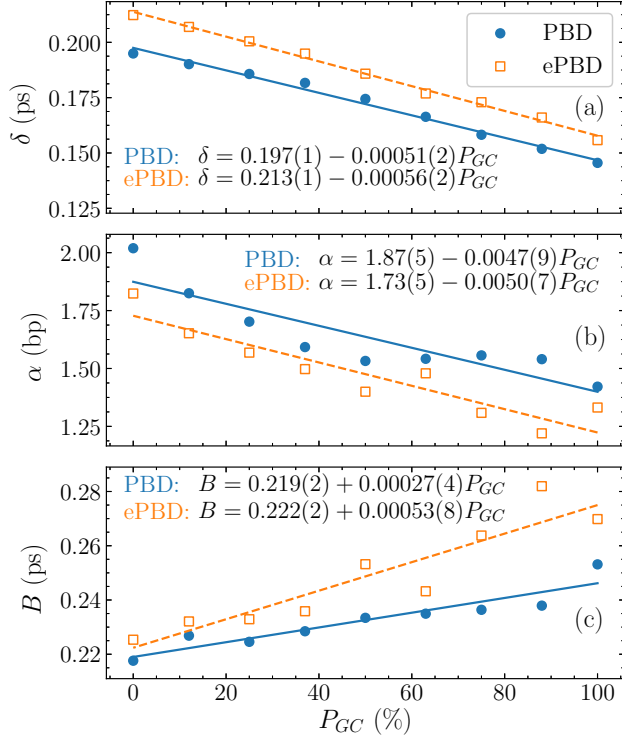 0.200
0.175
0.150
0.125
δ (ps)
PBD
ePBD
(a)
PBD: δ = 0.197(1) − 0.00051(2)P_GC
ePBD: δ = 0.213(1) − 0.00056(2)P_GC
2.00
1.75
1.50
1.25
α (bp)
PBD: α = 1.87(5) − 0.0047(9)P_GC
ePBD: α = 1.73(5) − 0.0050(7)P_GC
(b)
0.28
0.26
0.24
0.22
B (ps)
PBD: B = 0.219(2) + 0.00027(4)P_GC
ePBD: B = 0.222(2) + 0.00053(8)P_GC
(c)
0 20 40 60 80 100
P_GC (%)